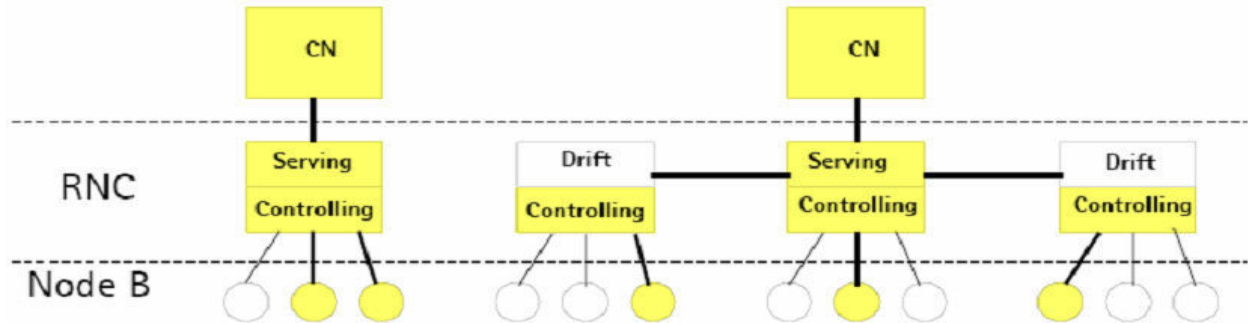 CN
CN
RNC
Serving
Drift
Serving
Drift
Controlling
Controlling
Controlling
Controlling
Node B